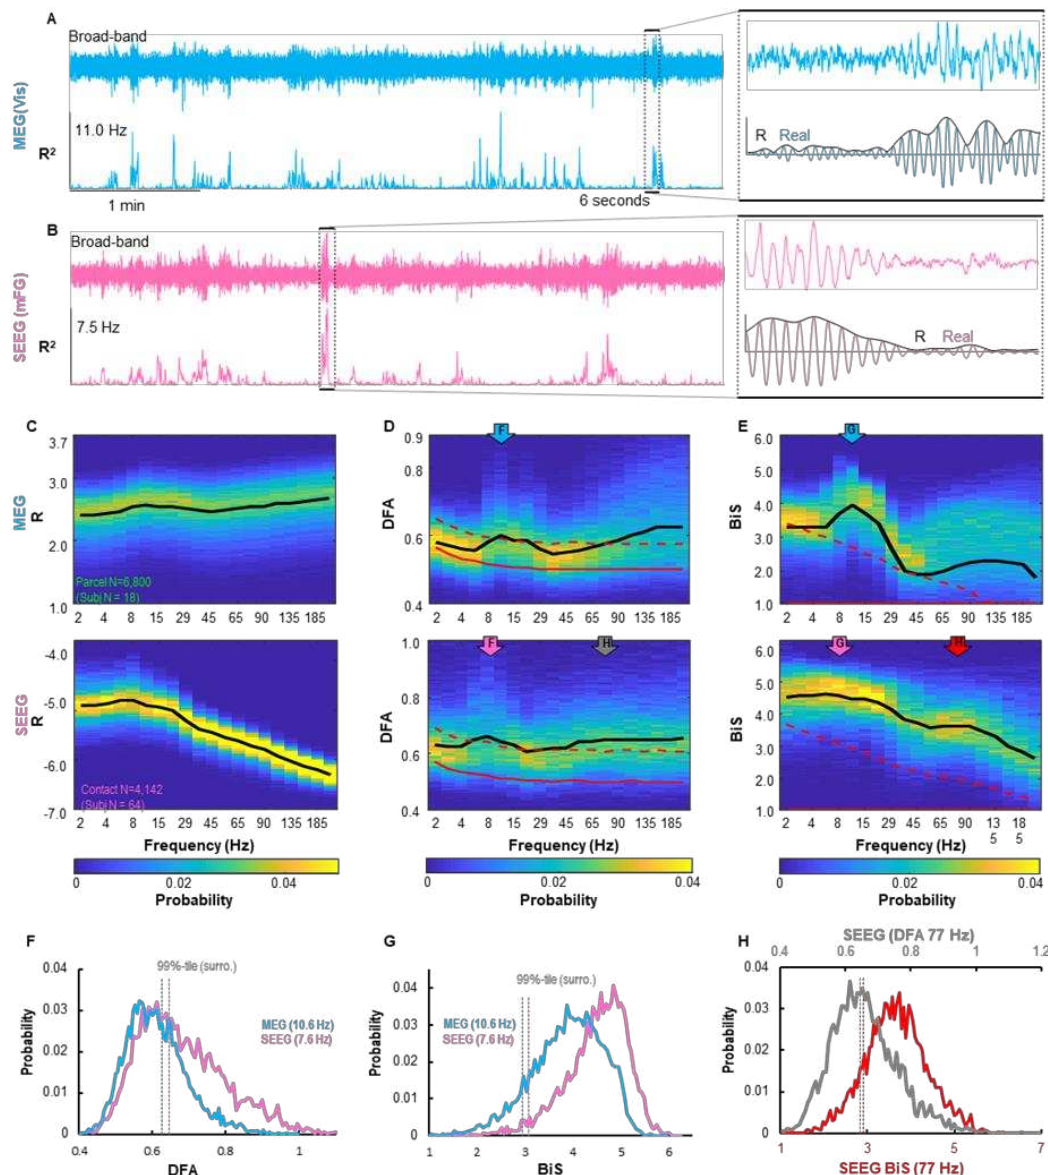 A
Broad-band
MEG(Vis)
11.0 Hz
R²
1 min
6 seconds
R Real
B
Broad-band
SEEG (mFG)
7.5 Hz
R²
R Real
C
D
E
F
G
MEG
R
3.7
3.0
2.0
1.0
Parcel N=6,800
(Subj N = 18)
2 4 8 15 29 45 65 90 135 185
DFA
0.9
0.8
0.6
0.4
2 4 8 15 29 45 65 90 135 185
BiS
6.0
5.0
4.0
3.0
2.0
1.0
2 4 8 15 29 45 65 90 135 185
F
H
G
H
SEEG
R
-4.0
-5.0
-6.0
-7.0
Contact N=4,142
(Subj N = 64)
2 4 8 15 29 45 65 90 135 185
Frequency (Hz)
DFA
1.0
0.8
0.6
0.4
2 4 8 15 29 45 65 90 135 185
Frequency (Hz)
BiS
6.0
5.0
4.0
3.0
2.0
1.0
2 4 8 15 29 45 65 90 13 18
5 5
Frequency (Hz)
0 0.02 0.04
Probability
0 0.02 0.04
Probability
0 0.02 0.04
Probability
F
99%-tile (surro.)
MEG (10.6 Hz)
SEEG (7.6 Hz)
Probability
0.04
0.03
0.02
0.01
0
0.4 0.6 0.8 1
DFA
G
99%-tile (surro.)
MEG (10.6 Hz)
SEEG (7.6 Hz)
Probability
0.04
0.03
0.02
0.01
0
1 2 3 4 5 6
BiS
H
SEEG (DFA 77 Hz)
0.4 0.6 0.8 1 1.2
Probability
0.04
0.03
0.02
0.01
0
1 3 5 7
SEEG BiS (77 Hz)